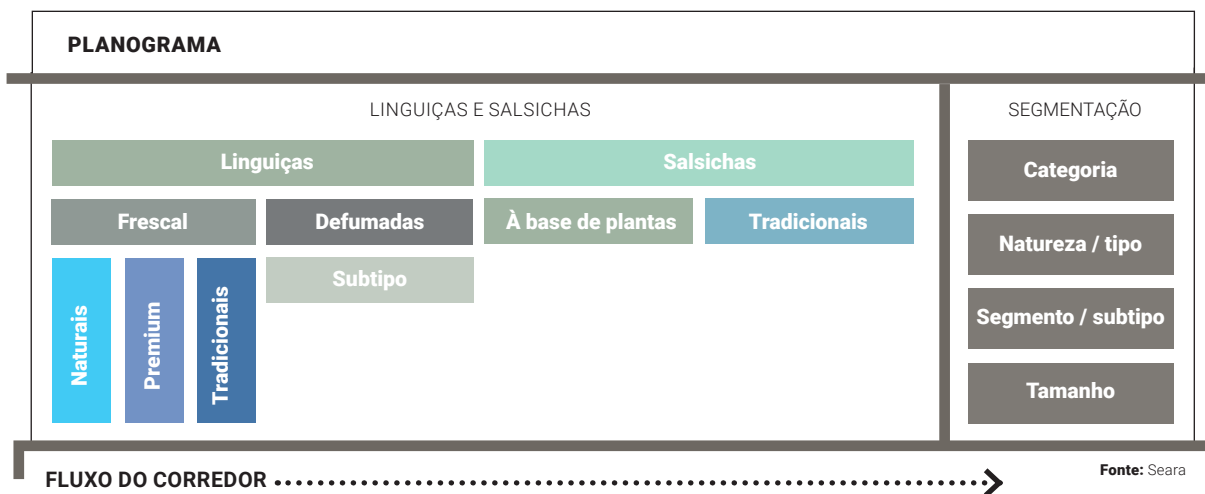 PLANOGRAMA
LINGUIÇAS E SALSICHAS
Linguiças
Salsichas
Frescal
Defumadas
À base de plantas
Tradicionais
Subtipo
Naturais
Premium
Tradicionais
SEGMENTAÇÃO
Categoria
Natureza / tipo
Segmento / subtipo
Tamanho
FLUXO DO CORREDOR
Fonte: Seara